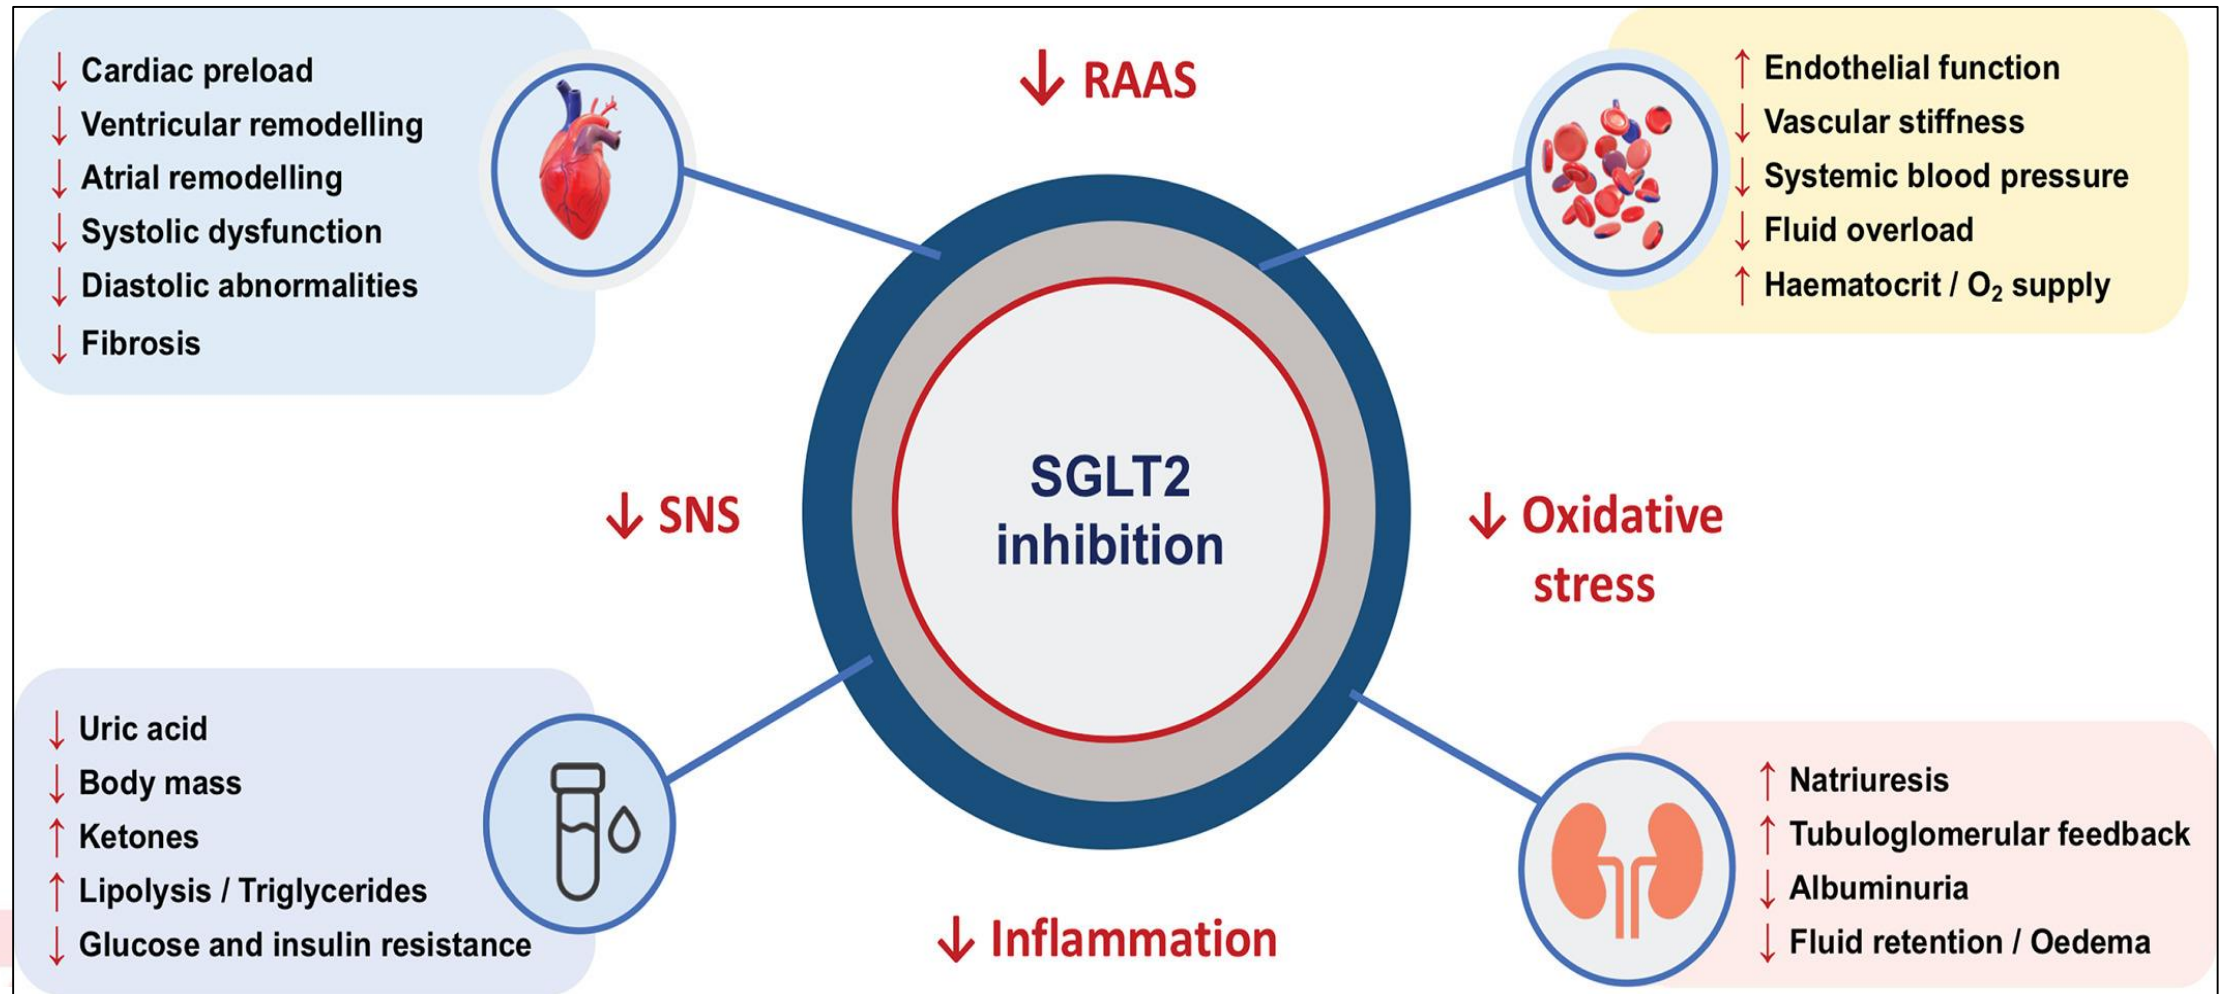 ↓ Cardiac preload
↓ Ventricular remodelling
↓ Atrial remodelling
↓ Systolic dysfunction
↓ Diastolic abnormalities
↓ Fibrosis
↓ RAAS
↑ Endothelial function
↓ Vascular stiffness
↓ Systemic blood pressure
↓ Fluid overload
↑ Haematocrit / O₂ supply
↓ SNS
SGLT2
inhibition
↓ Oxidative
stress
↓ Uric acid
↓ Body mass
↑ Ketones
↑ Lipolysis / Triglycerides
↓ Glucose and insulin resistance
↓ Inflammation
↑ Natriuresis
↑ Tubuloglomerular feedback
↓ Albuminuria
↓ Fluid retention / Oedema